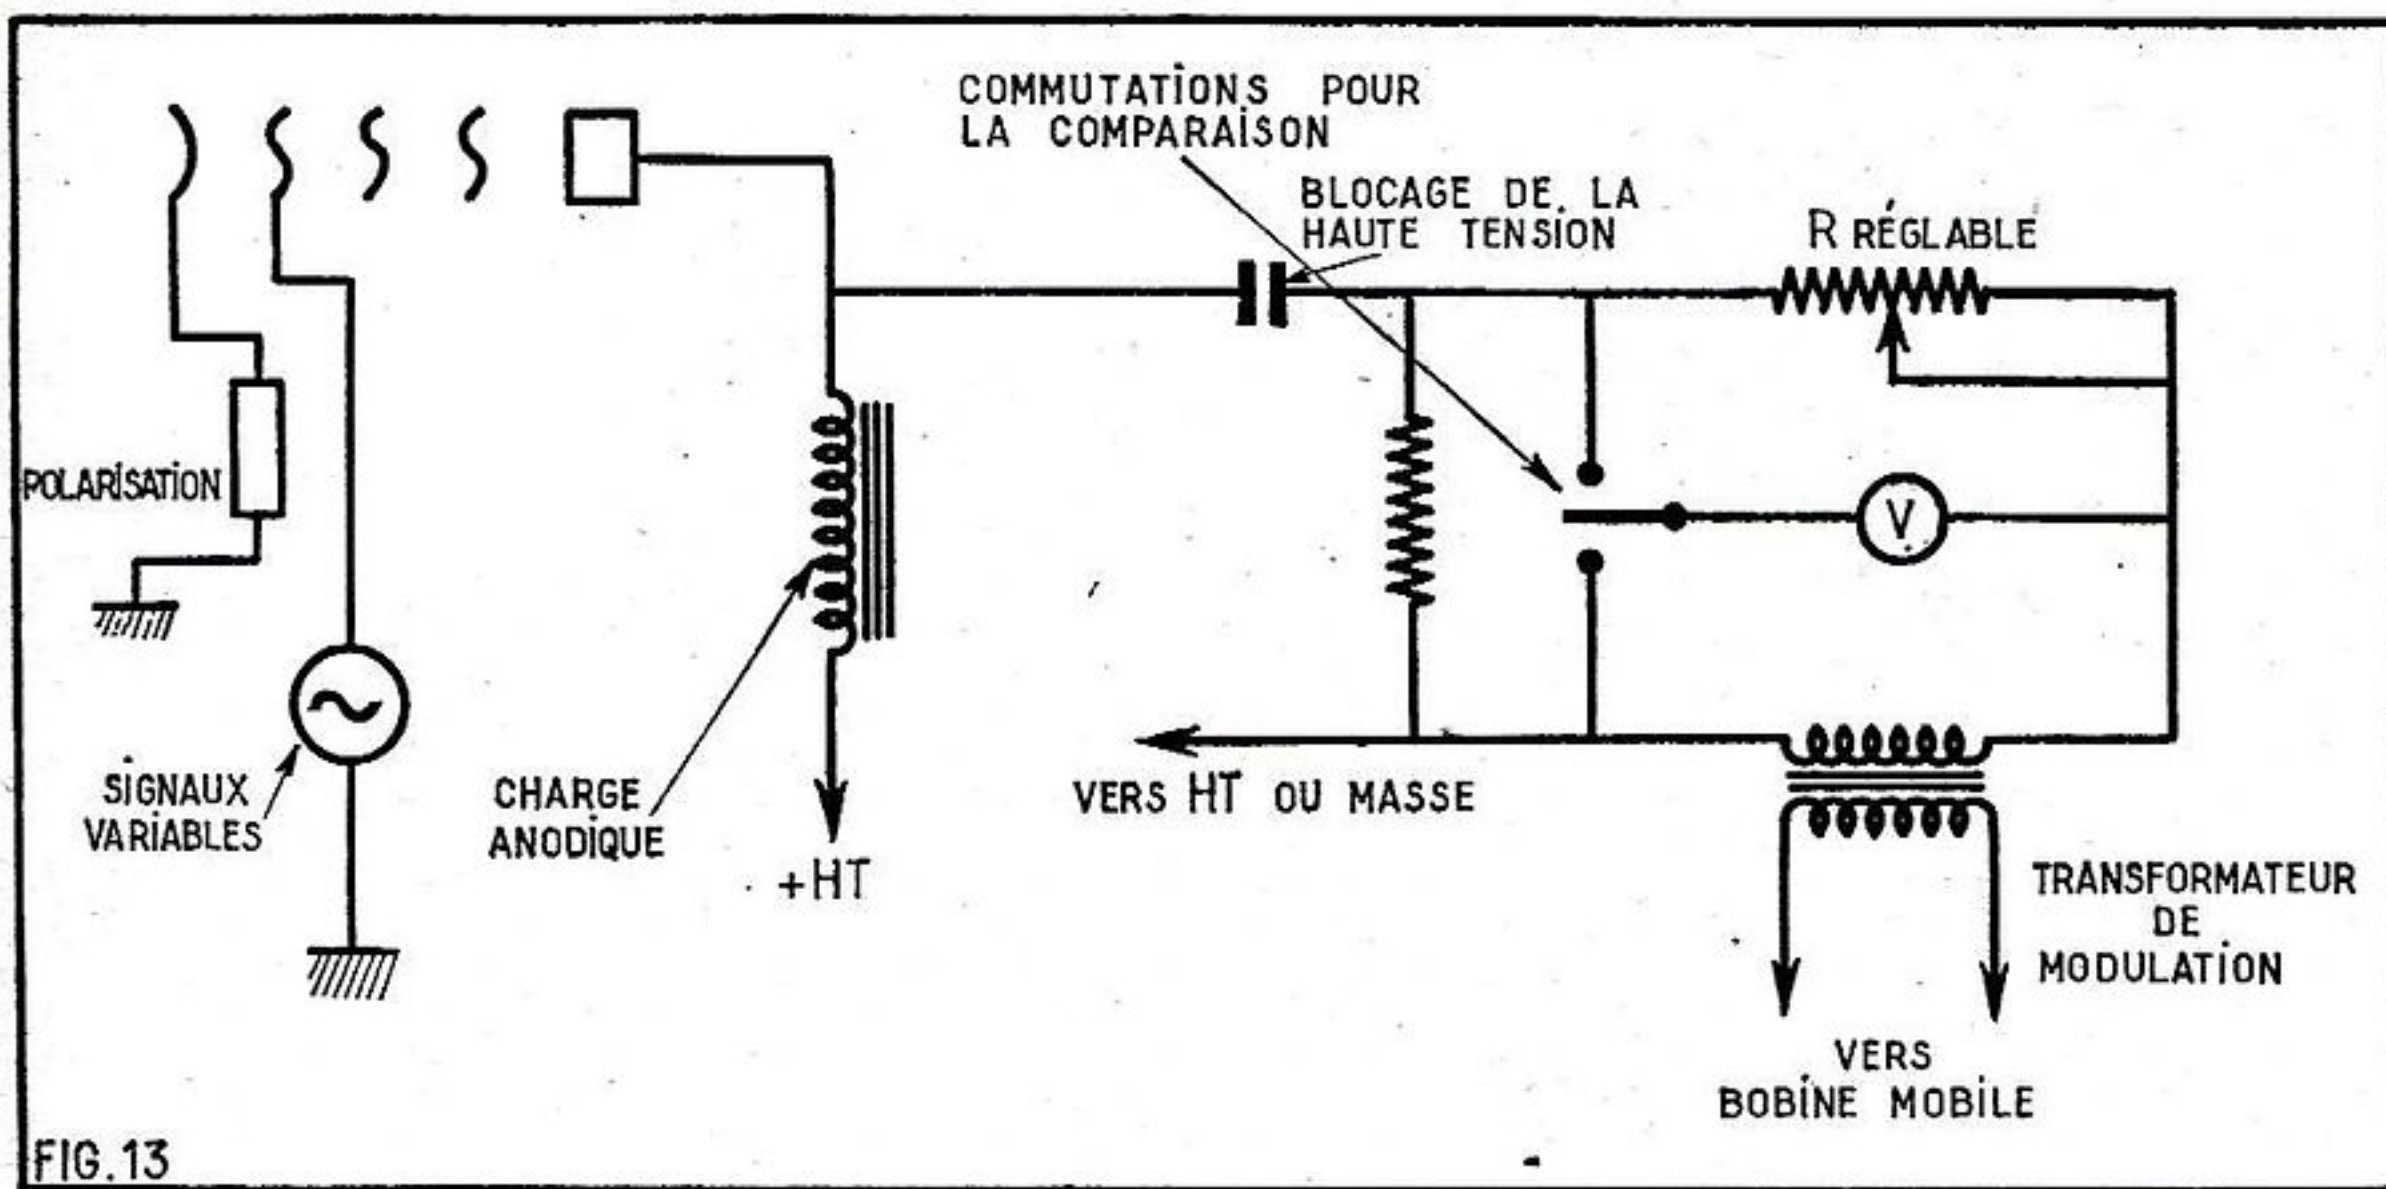 COMMUTATIONS POUR
LA COMPARAISON
BLOCAGE DE LA
HAUTE TENSION
R RÉGLABLE
POLARISATION
V
SIGNAUX
VARIABLES
CHARGE
ANODIQUE
+HT
VERS HT OU MASSE
TRANSFORMATEUR
DE
MODULATION
VERS
BOBINE MOBILE
FIG.13